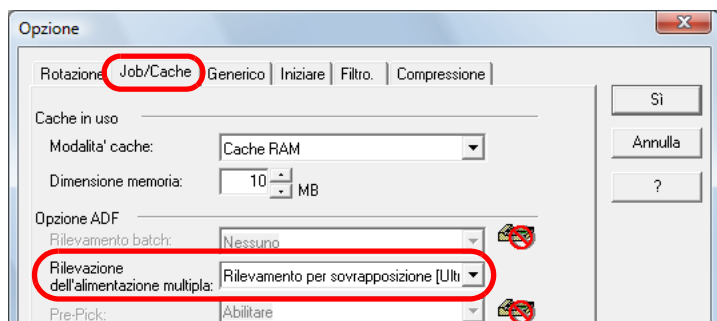 Opzione
Rotazione Job/Cache Generico Iniziare Filtro. Compressione
Sì
Cache in uso
Modalita' cache: Cache RAM
Annulla
Dimensione memoria: 10 MB
?
Opzione ADF
Rilevamento batch: Nessuno
Rilevazione
dell'alimentazione multipla: Rilevamento per sovrapposizione [Ult
Pre-Pick: Abilitare